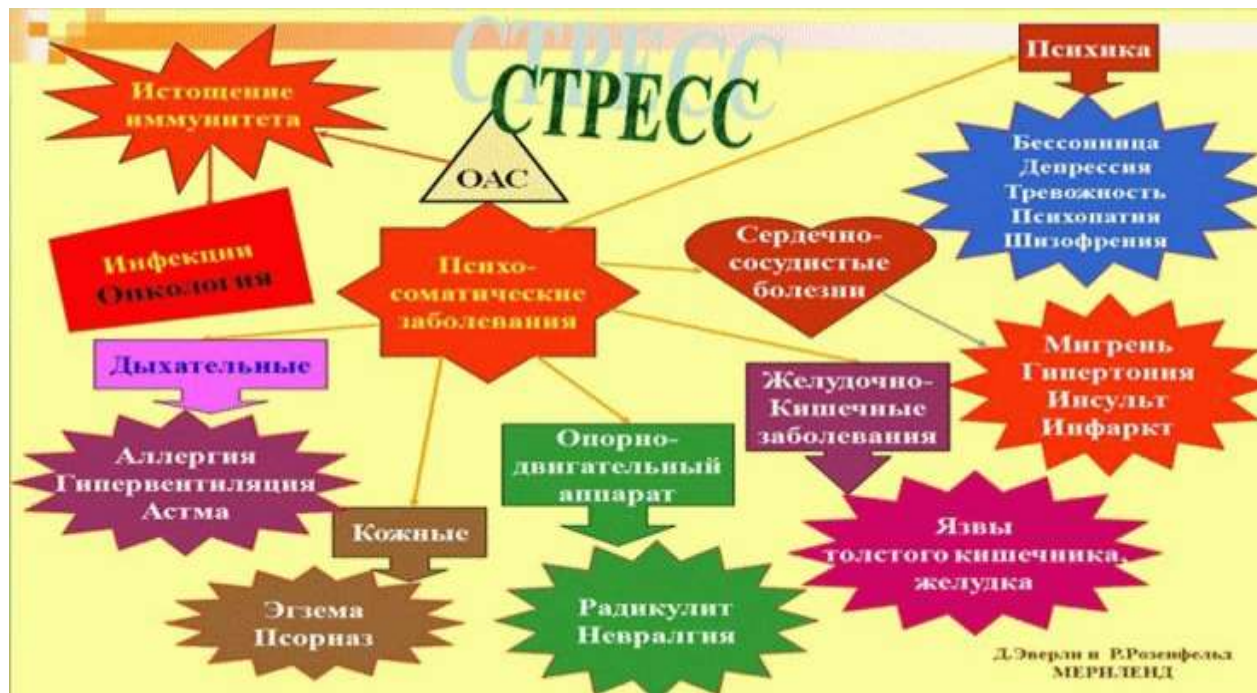 СТРЕСС
Психика
Истощение
иммунитета
ОАС
Бессонница
Депрессия
Тревожность
Психопатия
Шизофрения
Инфекции
Онкология
Психо-
соматические
заболевания
Сердечно-
сосудистые
болезни
Мигрень
Гипертония
Инсульт
Инфаркт
Дыхательные
Аллергия
Гипервентиляция
Астма
Желудочно-
Кишечные
заболевания
Опорно-
двигательный
аппарат
Кожные
Язвы
толстого кишечника,
желудка
Эгзема
Псориаз
Радикулит
Невралгия
Д.Эверли и Р.Розенфельд
МЕРИЛЕНД